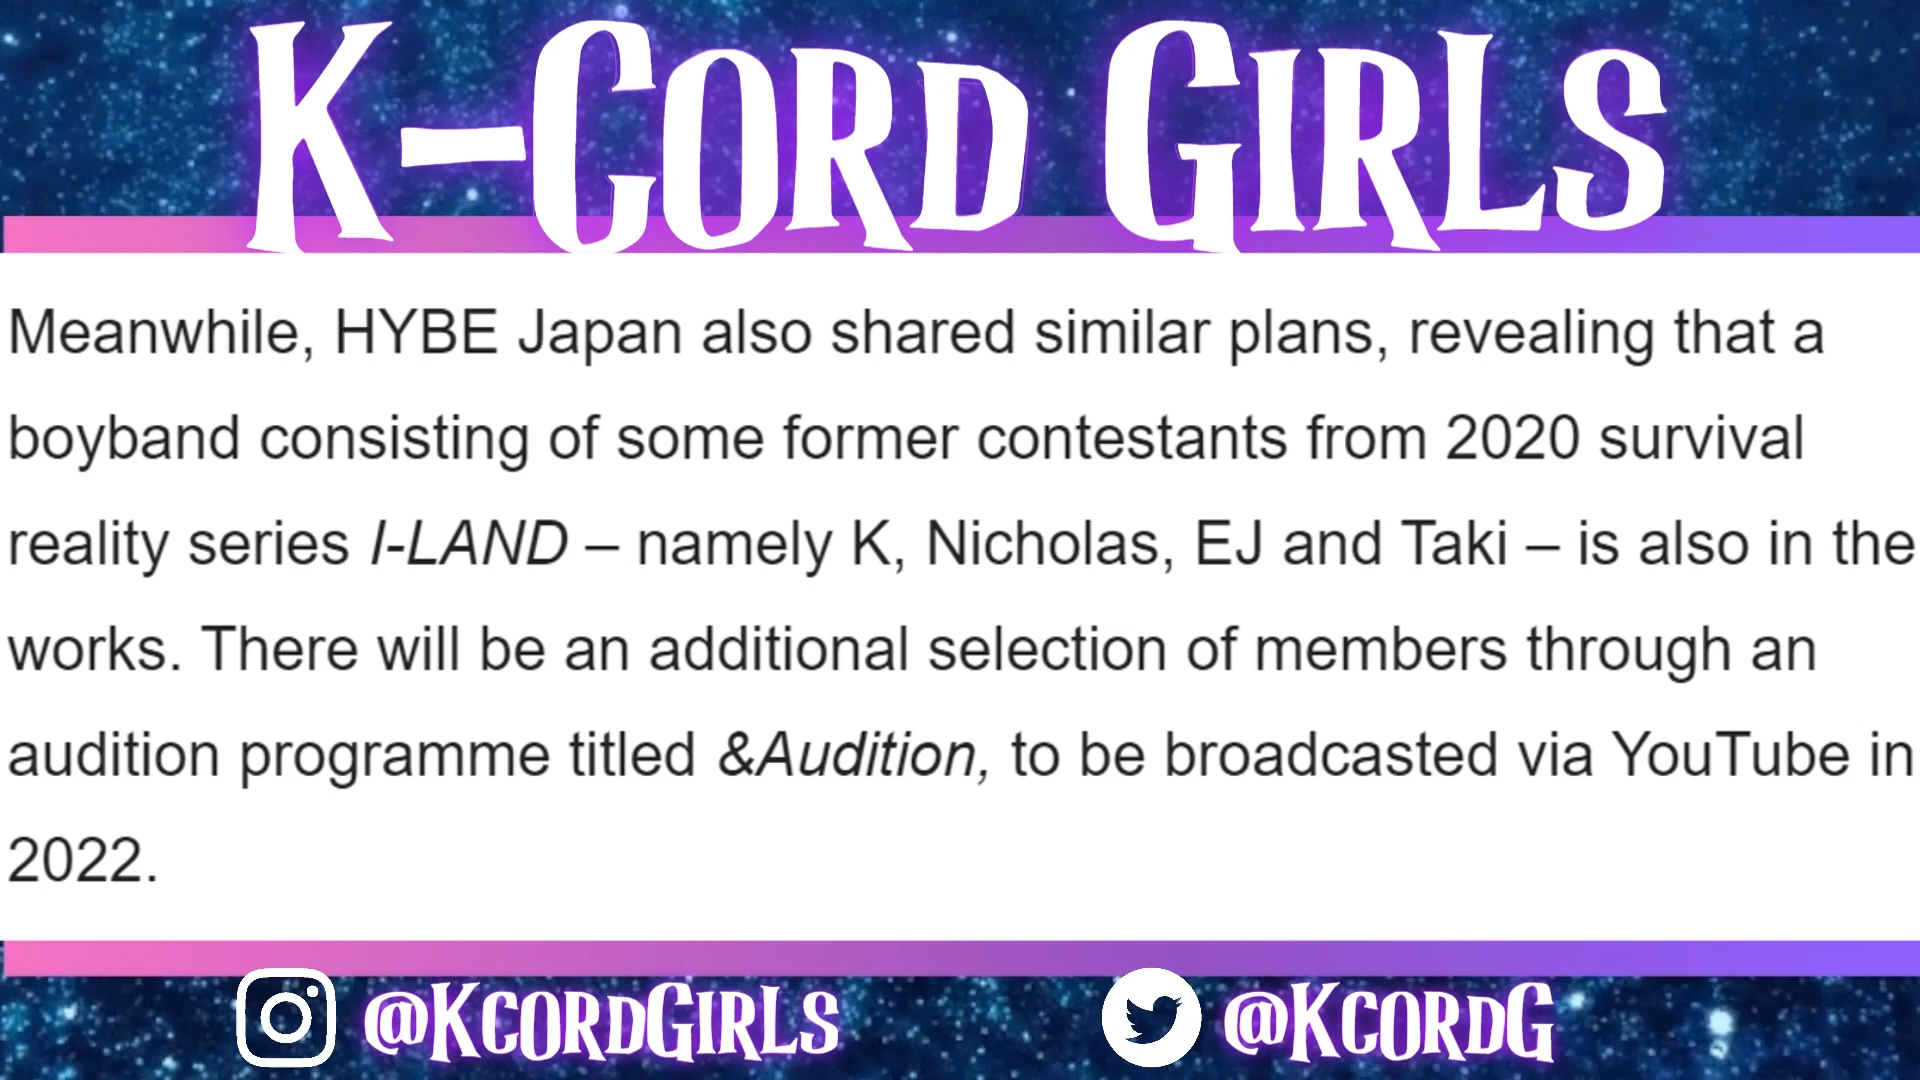 K-Cord Girls
Meanwhile, HYBE Japan also shared similar plans, revealing that a
boyband consisting of some former contestants from 2020 survival
reality series I-LAND – namely K, Nicholas, EJ and Taki – is also in the
works. There will be an additional selection of members through an
audition programme titled &Audition, to be broadcasted via YouTube in
2022.
@KcordGirls
@KcordG